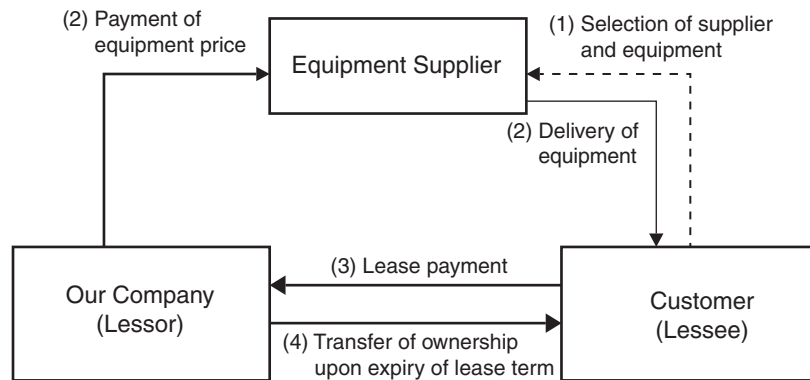 (2) Payment of
equipment price
Equipment Supplier
(1) Selection of supplier
and equipment
(2) Delivery of
equipment
Our Company
(Lessor)
(3) Lease payment
(4) Transfer of ownership
upon expiry of lease term
Customer
(Lessee)